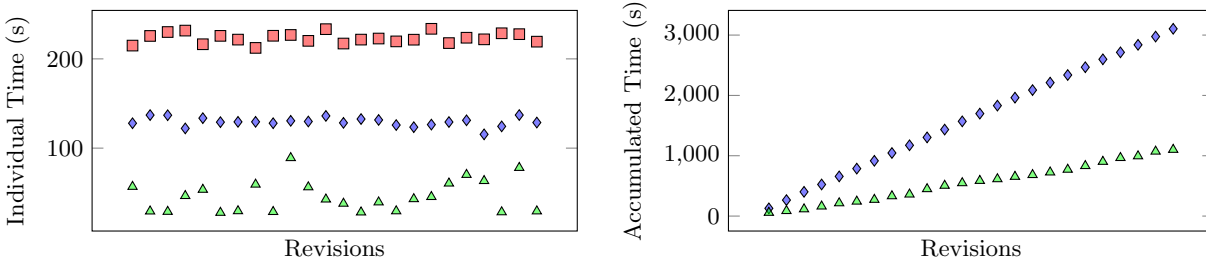 Individual Time (s)
200
100
Revisions
Accumulated Time (s)
3,000
2,000
1,000
0
Revisions